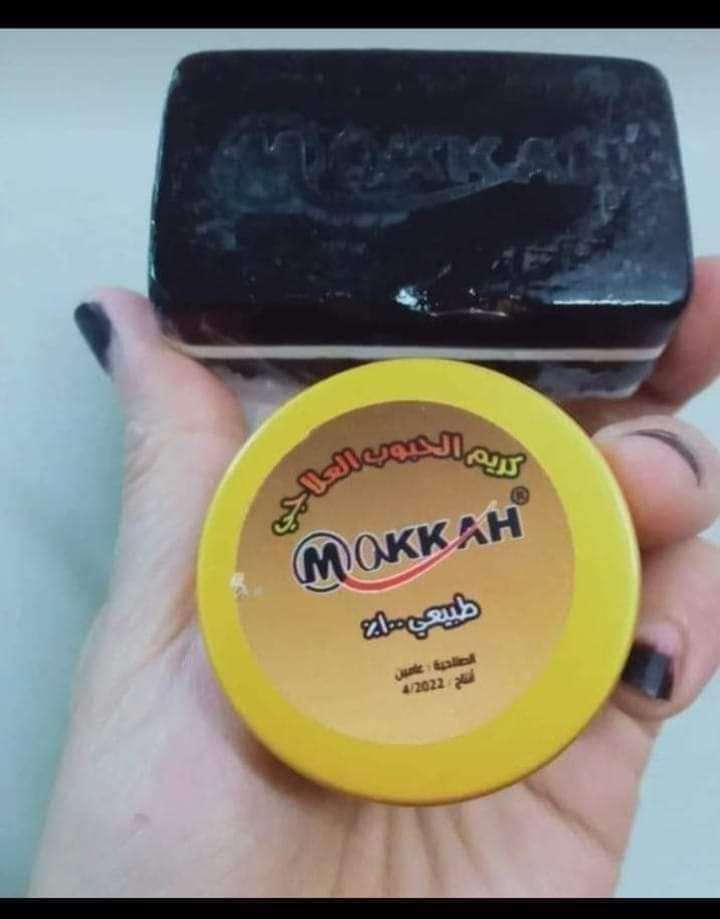 MOKKAH
كريم الحبوب العلاجي
MOKKAH®
طبيعي ١٠٠٪
الصلاحية : عامين
أنتاج : 4/2022